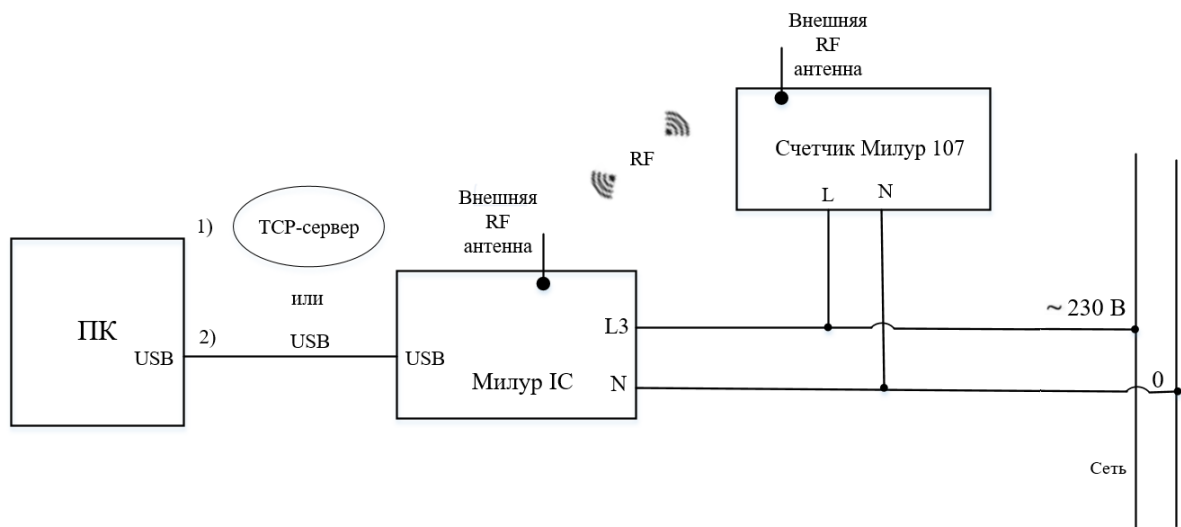 Внешняя
RF
антенна
Счетчик Милур 107
L
N
RF
Внешняя
RF
антенна
1)
TCP-сервер
или
2)
USB
ПК
USB
USB
L3
Милур IC
N
~ 230 В
0
Сеть